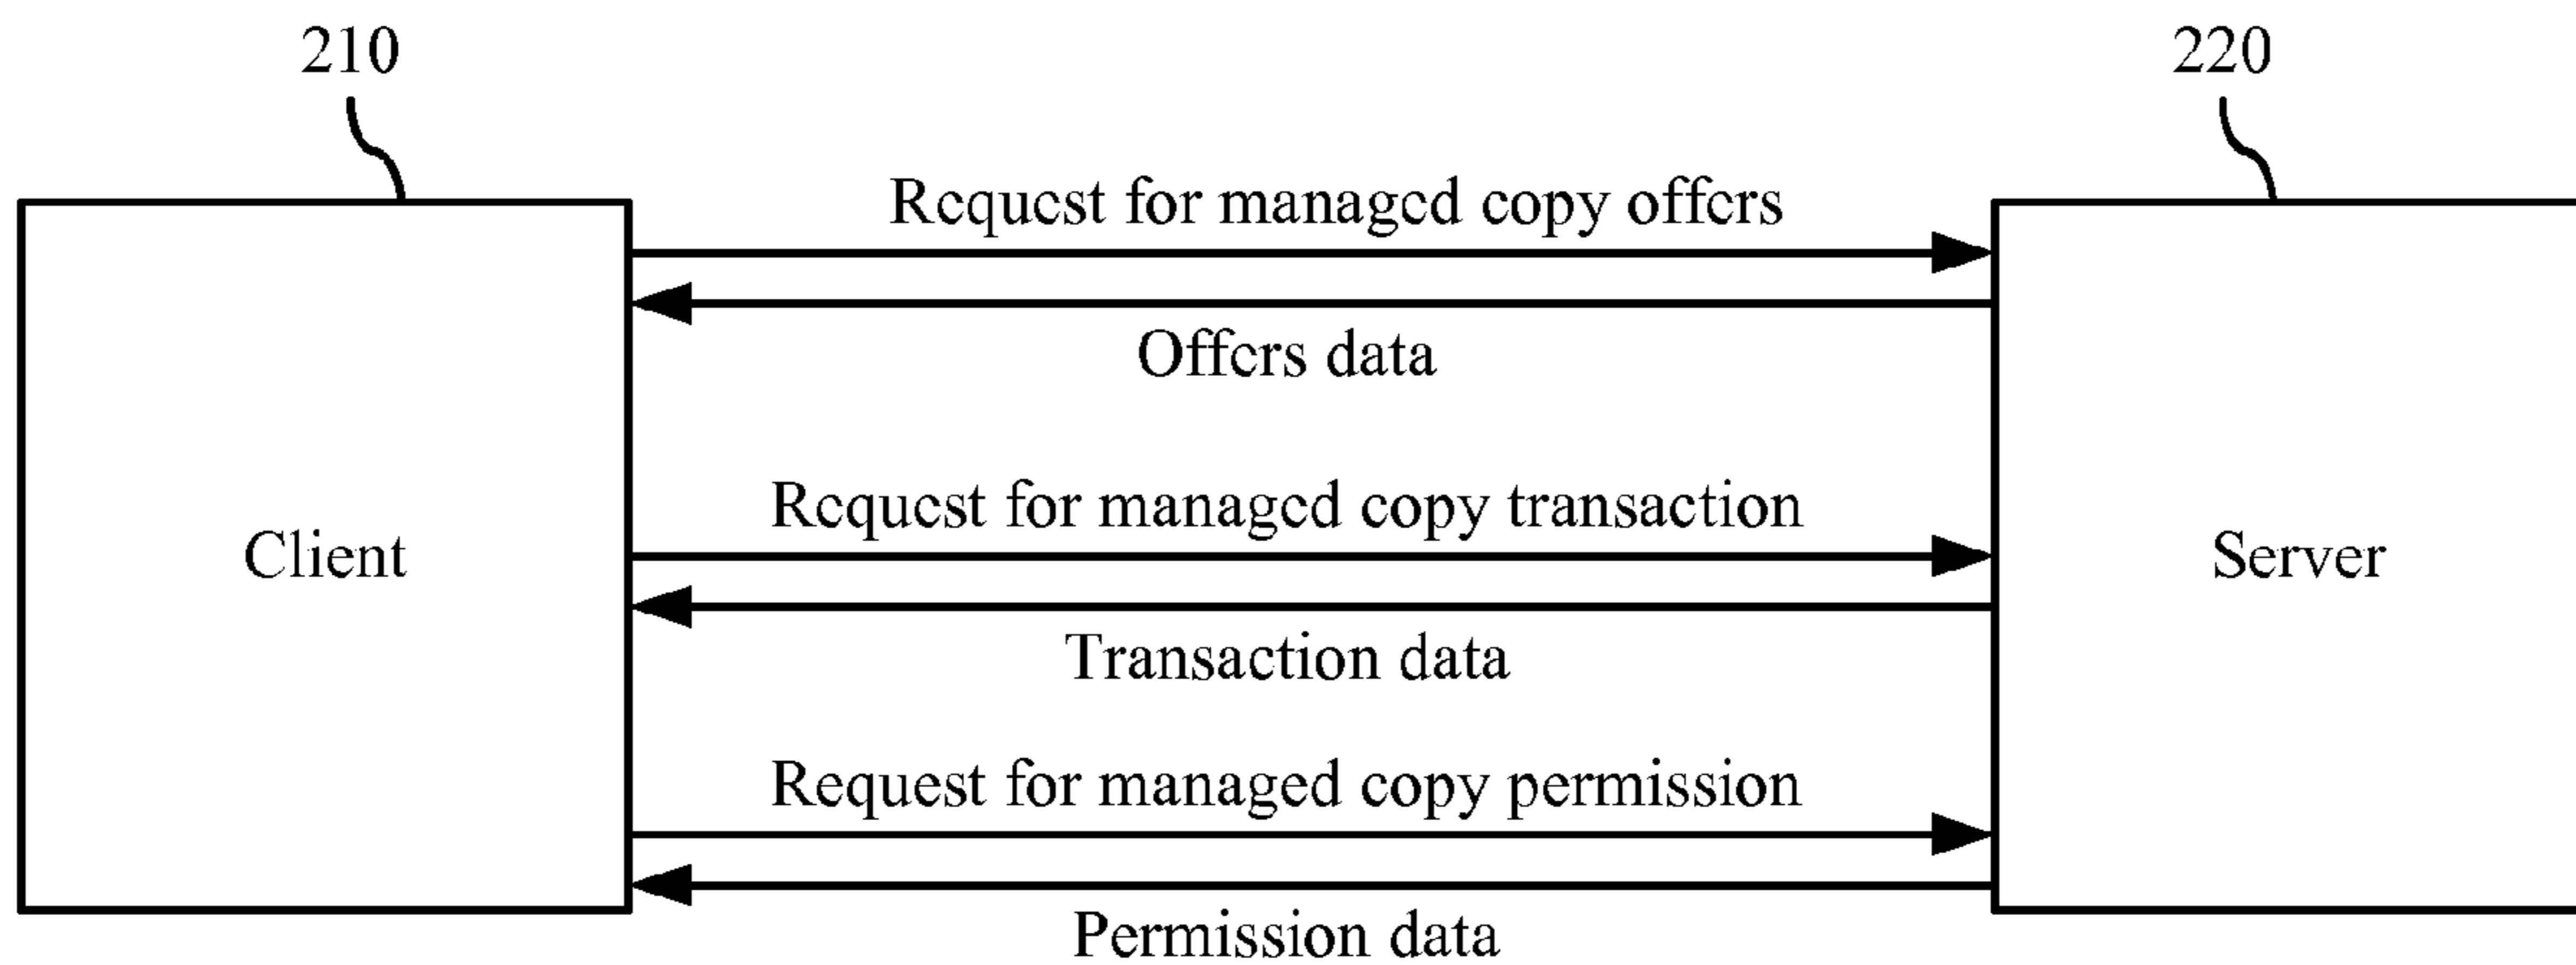 210
220
Request for managed copy offers
Offers data
Request for managed copy transaction
Client
Server
Transaction data
Request for managed copy permission
Permission data